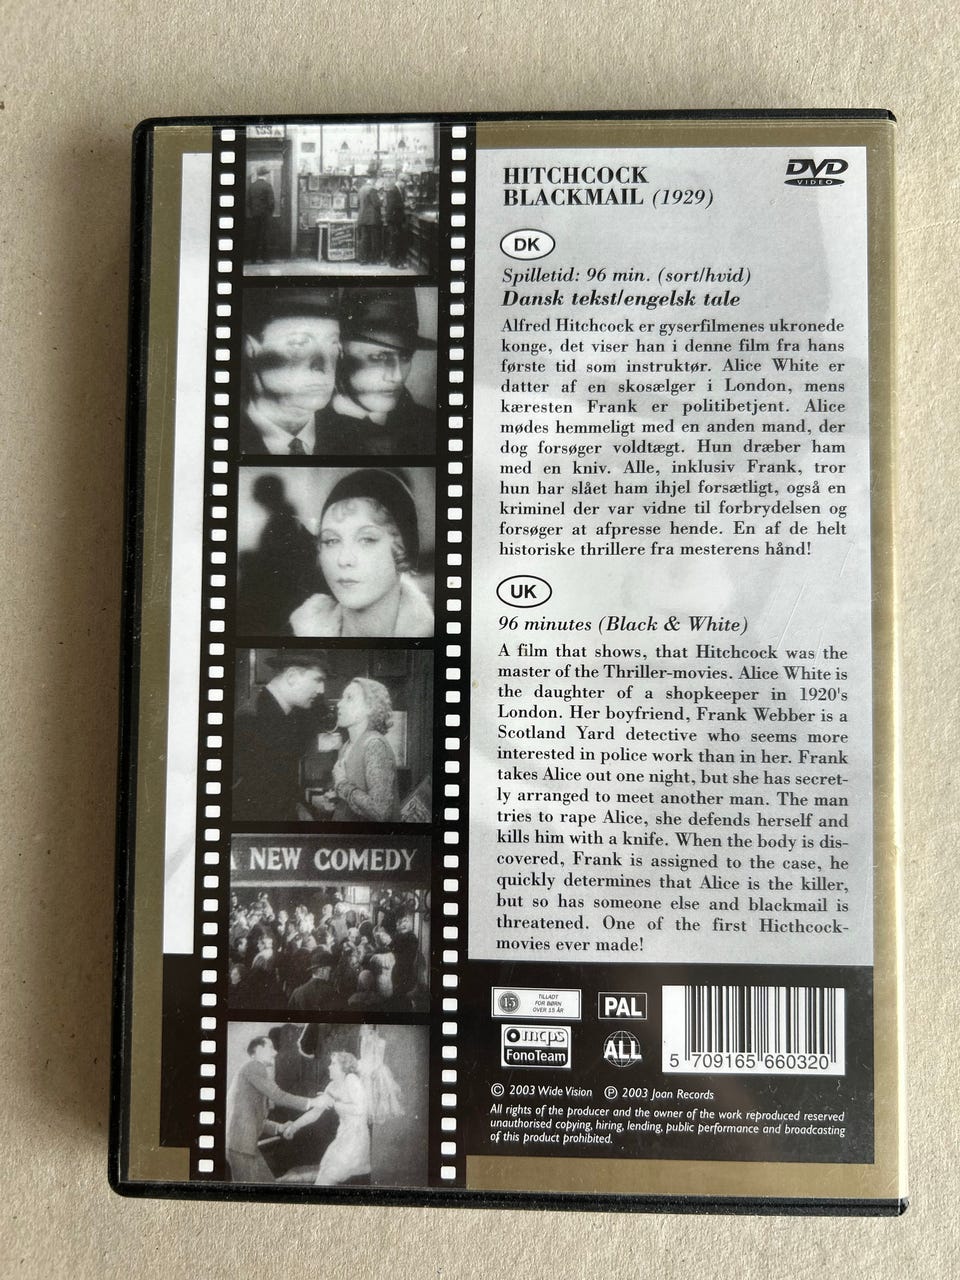 HITCHCOCK
BLACKMAIL (1929)
DVD
VIDEO
DK
Spilletid: 96 min. (sort/hvid)
Dansk tekst/engelsk tale
Alfred Hitchcock er gyserfilmenes ukronede
konge, det viser han i denne film fra hans
første tid som instruktør. Alice White er
datter af en skosælger i London, mens
kæresten Frank er politibetjent. Alice
mødes hemmeligt med en anden mand, der
dog forsøger voldtægt. Hun dræber ham
med en kniv. Alle, inklusiv Frank, tror
hun har slået ham ihjel forsætligt, også en
kriminel der var vidne til forbrydelsen og
forsøger at afpresse hende. En af de helt
historiske thrillere fra mesterens hånd!
UK
96 minutes (Black & White)
A film that shows, that Hitchcock was the
master of the Thriller-movies. Alice White is
the daughter of a shopkeeper in 1920's
London. Her boyfriend, Frank Webber is a
Scotland Yard detective who seems more
interested in police work than in her. Frank
takes Alice out one night, but she has secret-
ly arranged to meet another man. The man
tries to rape Alice, she defends herself and
kills him with a knife. When the body is dis-
covered, Frank is assigned to the case, he
quickly determines that Alice is the killer,
but so has someone else and blackmail is
threatened. One of the first Hicthcock-
movies ever made!
NEW COMEDY
15
TILLADT
FOR BØRN
OVER 15 ÅR
PAL
mcps
FonoTeam
ALL
5 709165 660320
© 2003 Wide Vision ℗ 2003 Joan Records
All rights of the producer and the owner of the work reproduced reserved
unauthorised copying, hiring, lending, public performance and broadcasting
of this product prohibited.